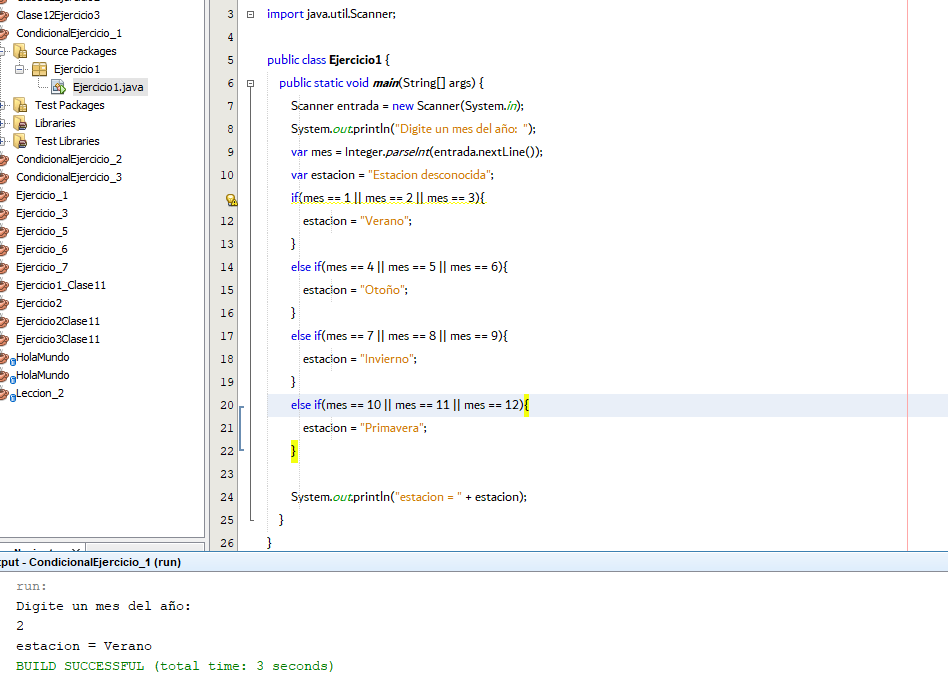 Clase12Ejercicio3
CondicionalEjercicio_1
Source Packages
Ejercicio1
Ejercicio1.java
Test Packages
Libraries
Test Libraries
CondicionalEjercicio_2
CondicionalEjercicio_3
Ejercicio_1
Ejercicio_3
Ejercicio_5
Ejercicio_6
Ejercicio_7
Ejercicio1_Clase11
Ejercicio2
Ejercicio2Clase11
Ejercicio3Clase11
HolaMundo
HolaMundo
Leccion_2
3 import java.util.Scanner;
4
5 public class Ejercicio1 {
6 public static void main(String[] args) {
7 Scanner entrada = new Scanner(System.in);
8 System.out.println("Digite un mes del año: ");
9 var mes = Integer.parseInt(entrada.nextLine());
10 var estacion = "Estacion desconocida";
if(mes == 1 || mes == 2 || mes == 3){
12 estacion = "Verano";
13 }
14 else if(mes == 4 || mes == 5 || mes == 6){
15 estacion = "Otoño";
16 }
17 else if(mes == 7 || mes == 8 || mes == 9){
18 estacion = "Invierno";
19 }
20 else if(mes == 10 || mes == 11 || mes == 12){
21 estacion = "Primavera";
22 }
23
24 System.out.println("estacion = " + estacion);
25 }
26 }
put - CondicionalEjercicio_1 (run)
run:
Digite un mes del año:
2
estacion = Verano
BUILD SUCCESSFUL (total time: 3 seconds)